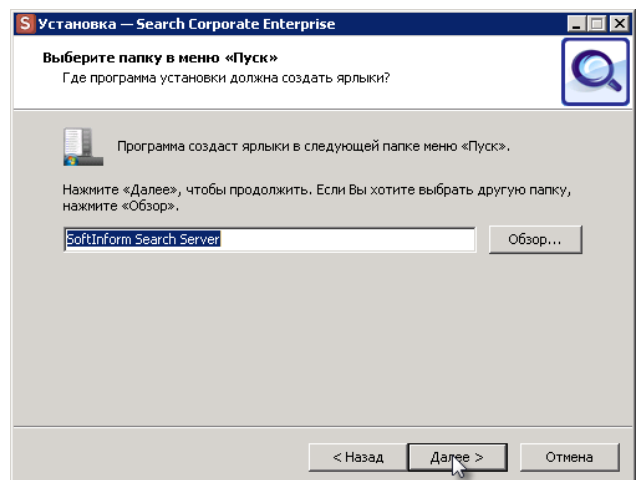 S Установка — Search Corporate Enterprise
Выберите папку в меню «Пуск»
Где программа установки должна создать ярлыки?
Программа создаст ярлыки в следующей папке меню «Пуск».
Нажмите «Далее», чтобы продолжить. Если Вы хотите выбрать другую папку,
нажмите «Обзор».
SoftInform Search Server
Обзор...
< Назад
Далее >
Отмена